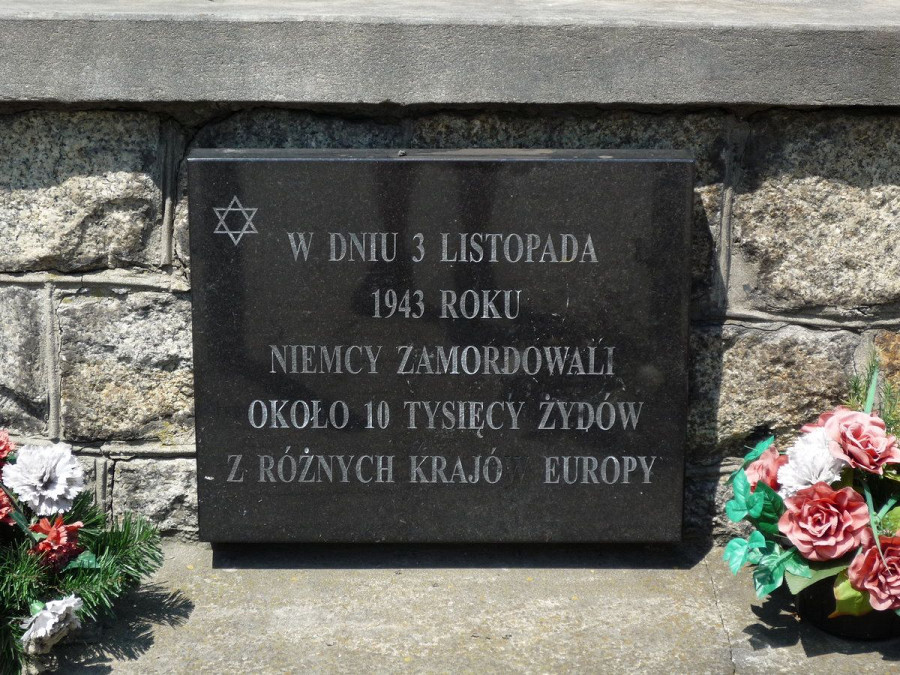 W DNIU 3 LISTOPADA
1943 ROKU
NIEMCY ZAMORDOWALI
OKOŁO 10 TYSIĘCY ŻYDÓW
Z RÓŻNYCH KRAJÓW EUROPY